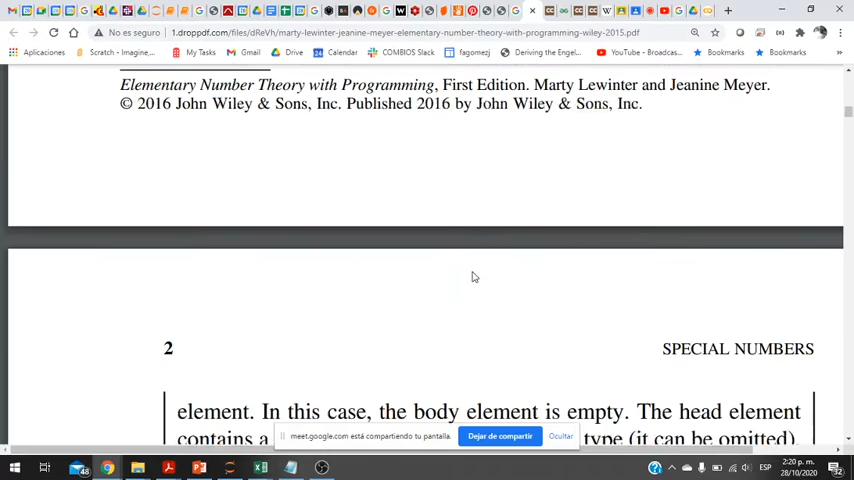 No es seguro | 1.droppdf.com/files/dReVh/marty-lewinter-jeanine-meyer-elementary-number-theory-with-programming-wiley-2015.pdf
Aplicaciones Scratch - Imagine,... My Tasks Gmail Drive Calendar COMBIOS Slack fagomezj Deriving the Engel... YouTube - Broadcas... Bookmarks Bookmarks
Elementary Number Theory with Programming, First Edition. Marty Lewinter and Jeanine Meyer.
© 2016 John Wiley & Sons, Inc. Published 2016 by John Wiley & Sons, Inc.
2 SPECIAL NUMBERS
element. In this case, the body element is empty. The head element
contains a type (it can be omitted).
meet.google.com está compartiendo tu pantalla. Dejar de compartir Ocultar
48 ESP 2:20 p. m.
28/10/2020 32